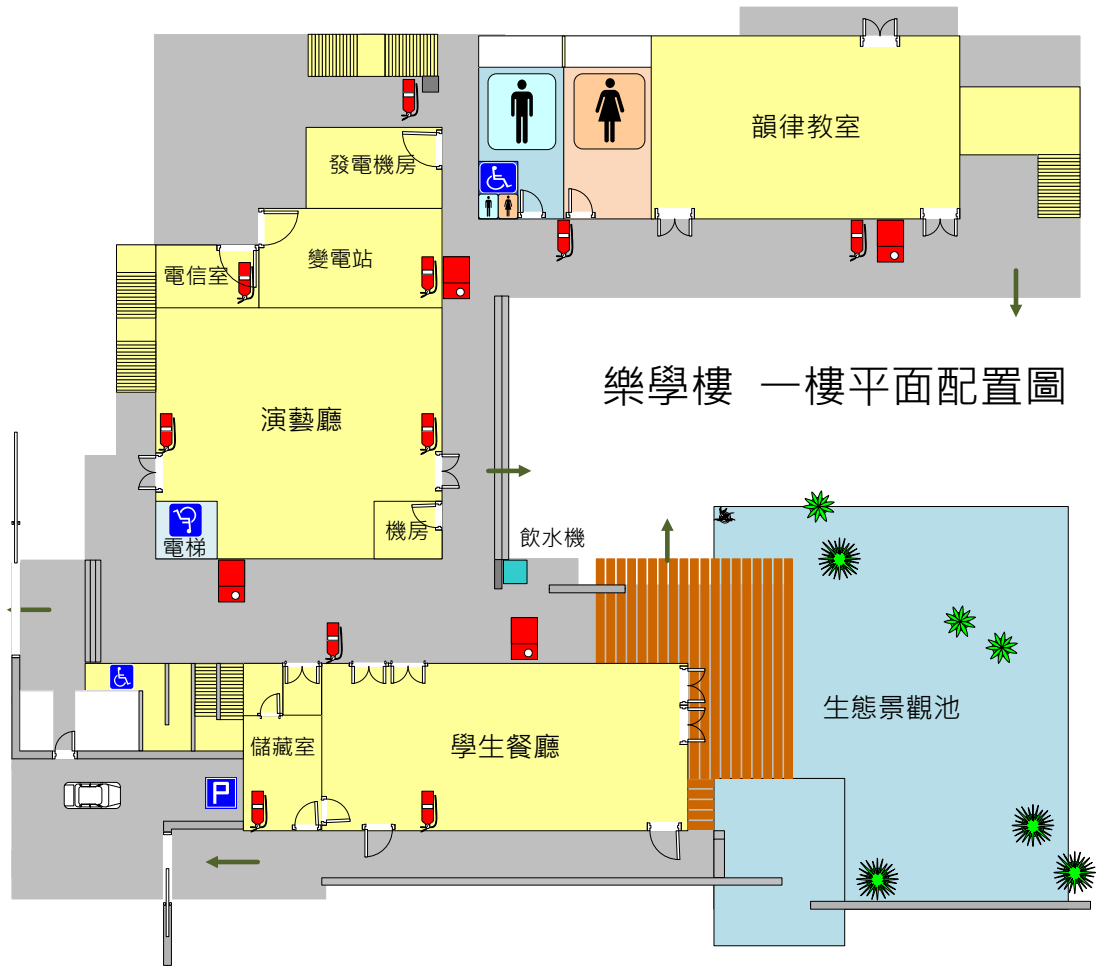 韻律教室
發電機房
變電站
電信室
樂學樓 一樓平面配置圖
演藝廳
機房
飲水機
電梯
生態景觀池
學生餐廳
儲藏室
P